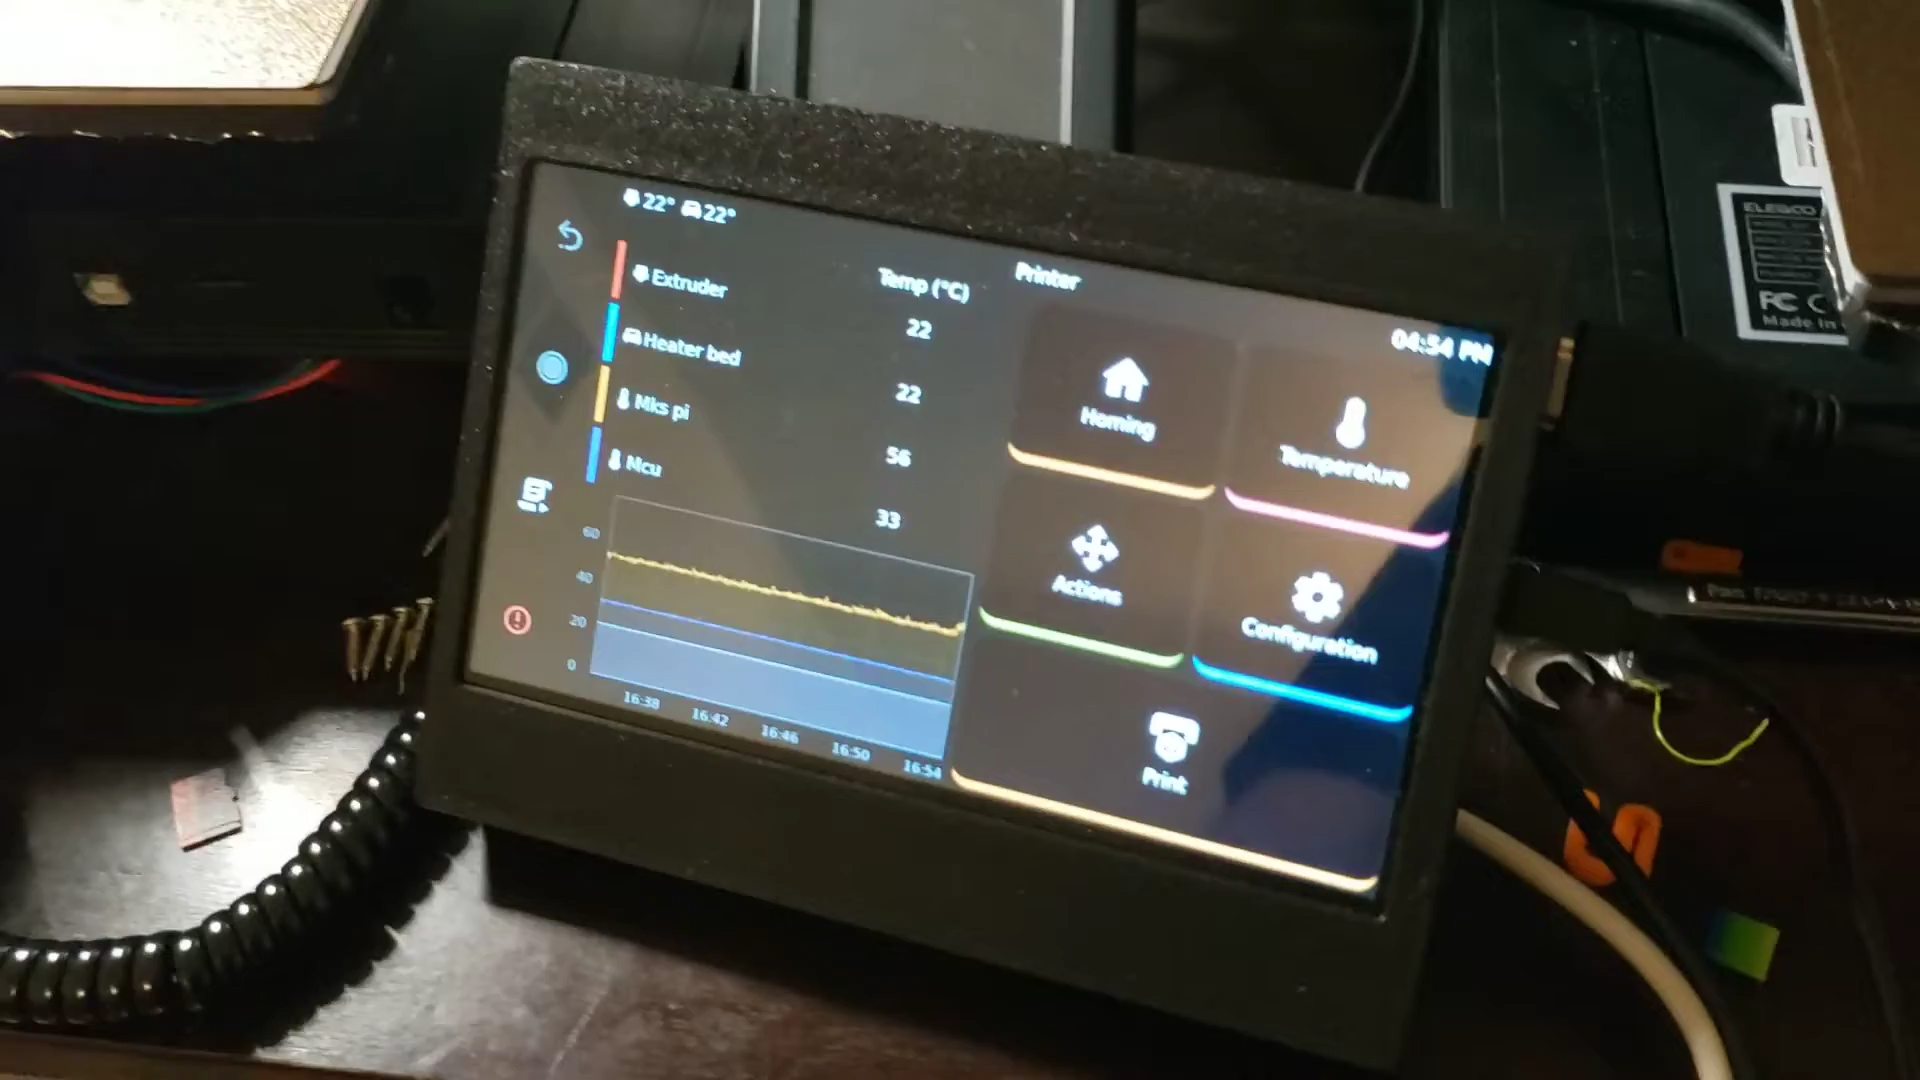 22° 22°
Temp (°C)
Printer
Extruder
22
04:54 PM
Heater bed
22
Mks pi
56
Mcu
33
Homing
Temperature
Actions
Configuration
Print
60
40
20
0
16:38
16:42
16:46
16:50
16:54
ELEGOO
FC
Made in